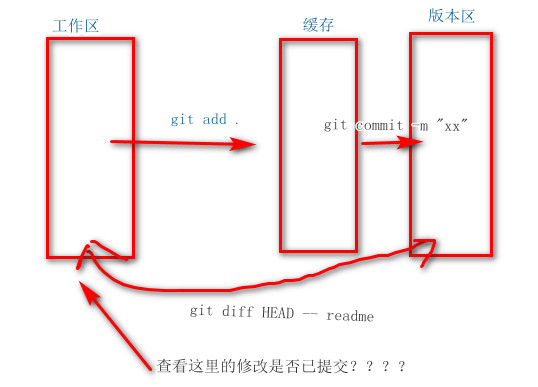 工作区
缓存
版本区
git add .
git commit -m "xx"
git diff HEAD -- readme
查看这里的修改是否已提交？？？？